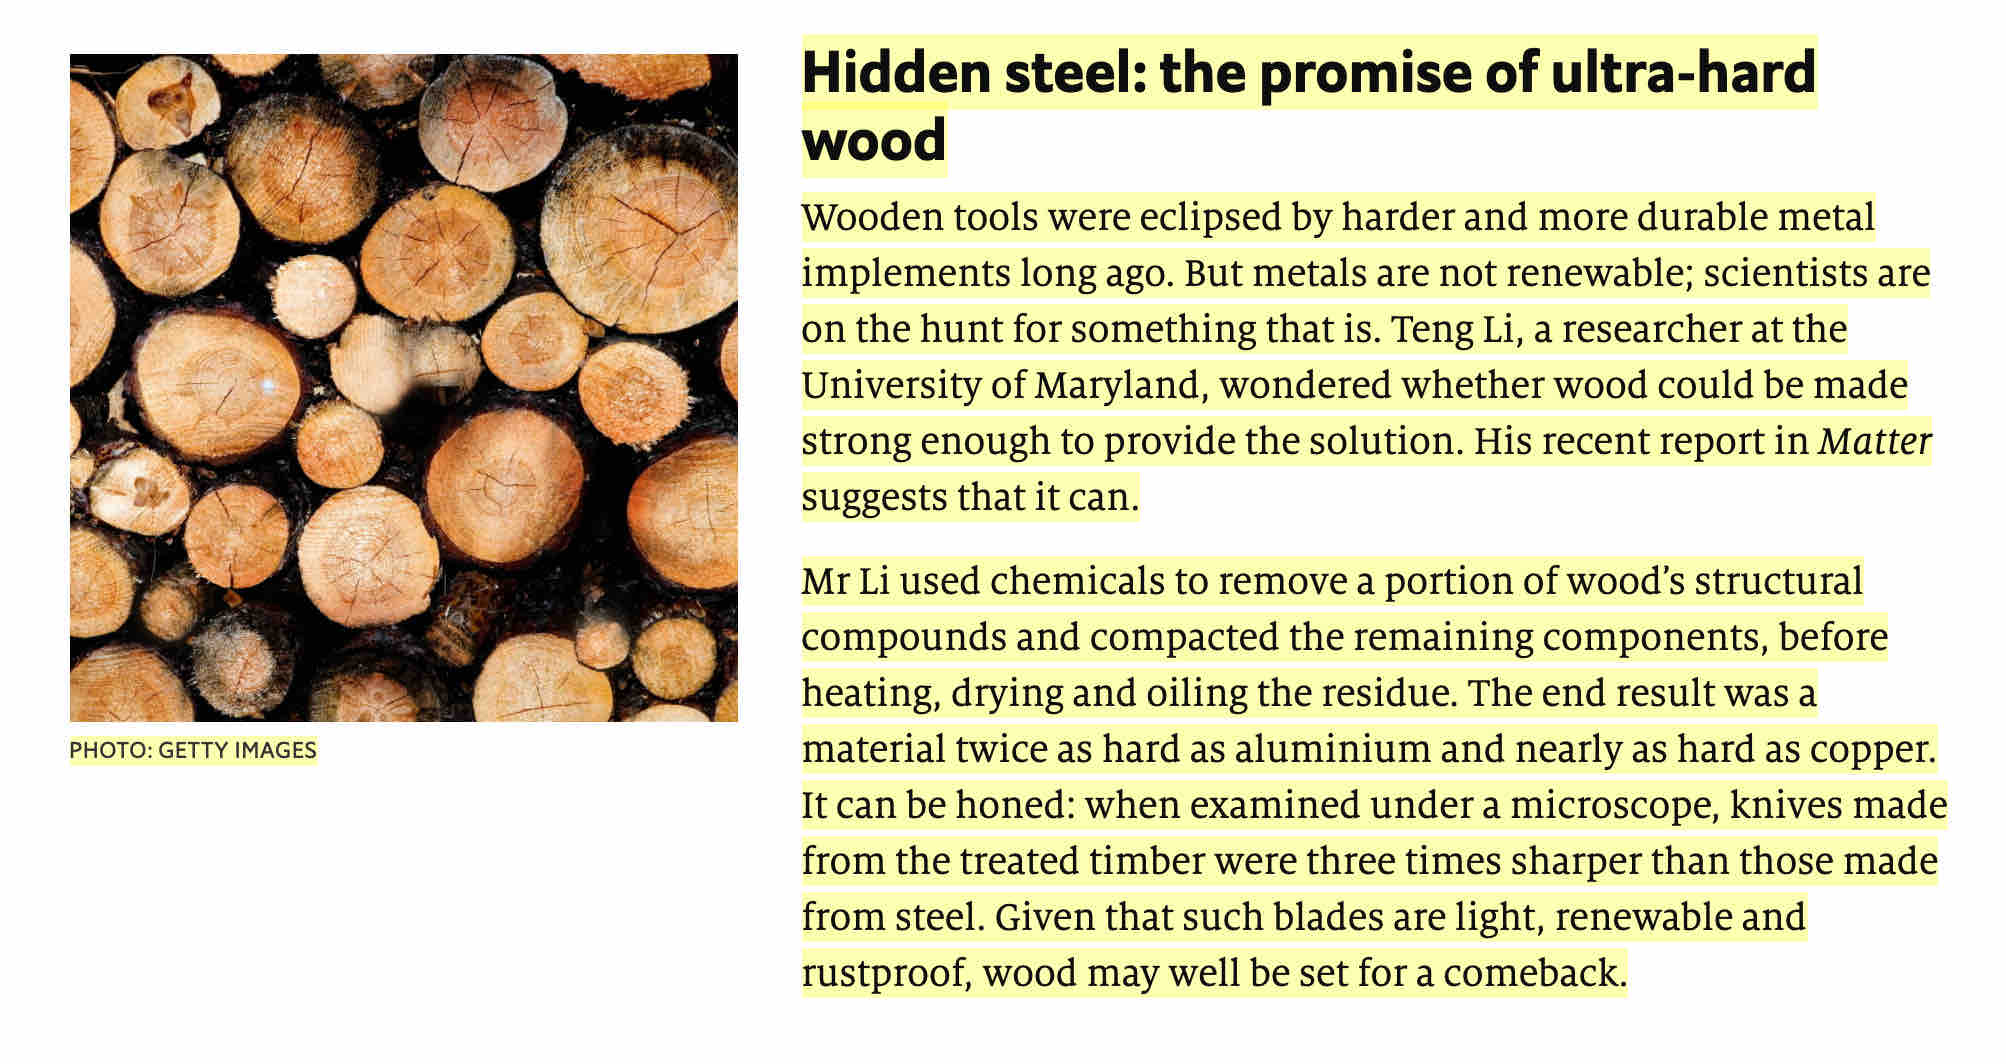 Hidden steel: the promise of ultra-hard
wood
Wooden tools were eclipsed by harder and more durable metal
implements long ago. But metals are not renewable; scientists are
on the hunt for something that is. Teng Li, a researcher at the
University of Maryland, wondered whether wood could be made
strong enough to provide the solution. His recent report in Matter
suggests that it can.
Mr Li used chemicals to remove a portion of wood’s structural
compounds and compacted the remaining components, before
heating, drying and oiling the residue. The end result was a
material twice as hard as aluminium and nearly as hard as copper.
It can be honed: when examined under a microscope, knives made
from the treated timber were three times sharper than those made
from steel. Given that such blades are light, renewable and
rustproof, wood may well be set for a comeback.
PHOTO: GETTY IMAGES